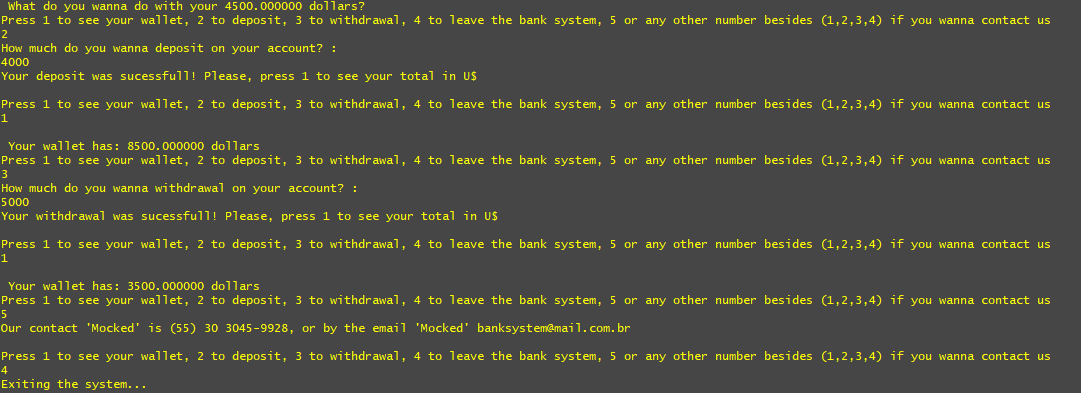 What do you wanna do with your 4500.000000 dollars?
Press 1 to see your wallet, 2 to deposit, 3 to withdrawal, 4 to leave the bank system, 5 or any other number besides (1,2,3,4) if you wanna contact us
2
How much do you wanna deposit on your account? :
4000
Your deposit was sucessfull! Please, press 1 to see your total in U$
Press 1 to see your wallet, 2 to deposit, 3 to withdrawal, 4 to leave the bank system, 5 or any other number besides (1,2,3,4) if you wanna contact us
1
Your wallet has: 8500.000000 dollars
Press 1 to see your wallet, 2 to deposit, 3 to withdrawal, 4 to leave the bank system, 5 or any other number besides (1,2,3,4) if you wanna contact us
3
How much do you wanna withdrawal on your account? :
5000
Your withdrawal was sucessfull! Please, press 1 to see your total in U$
Press 1 to see your wallet, 2 to deposit, 3 to withdrawal, 4 to leave the bank system, 5 or any other number besides (1,2,3,4) if you wanna contact us
1
Your wallet has: 3500.000000 dollars
Press 1 to see your wallet, 2 to deposit, 3 to withdrawal, 4 to leave the bank system, 5 or any other number besides (1,2,3,4) if you wanna contact us
5
Our contact 'Mocked' is (55) 30 3045-9928, or by the email 'Mocked' banksystem@mail.com.br
Press 1 to see your wallet, 2 to deposit, 3 to withdrawal, 4 to leave the bank system, 5 or any other number besides (1,2,3,4) if you wanna contact us
4
Exiting the system...